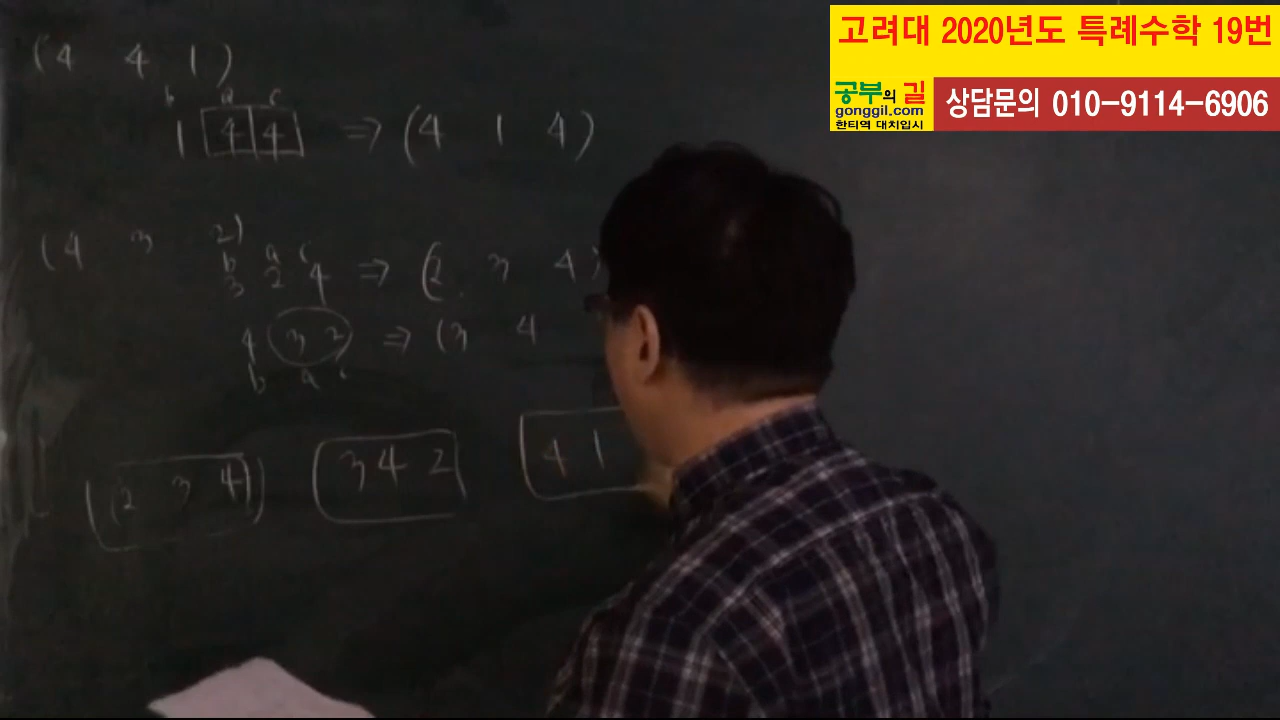 고려대 2020년도 특례수학 19번
공부의 길
gonggil.com
한티역 대치입시
상담문의 010-9114-6906
(4 4 1)
b a c
1 4 4 ⇒ (4 1 4)
(4 3 2)
b a c
3 2 4 ⇒ (2 3 4)
4 3 2 ⇒ (3 4
b a c
(2 3 4) 3 4 2 4 1